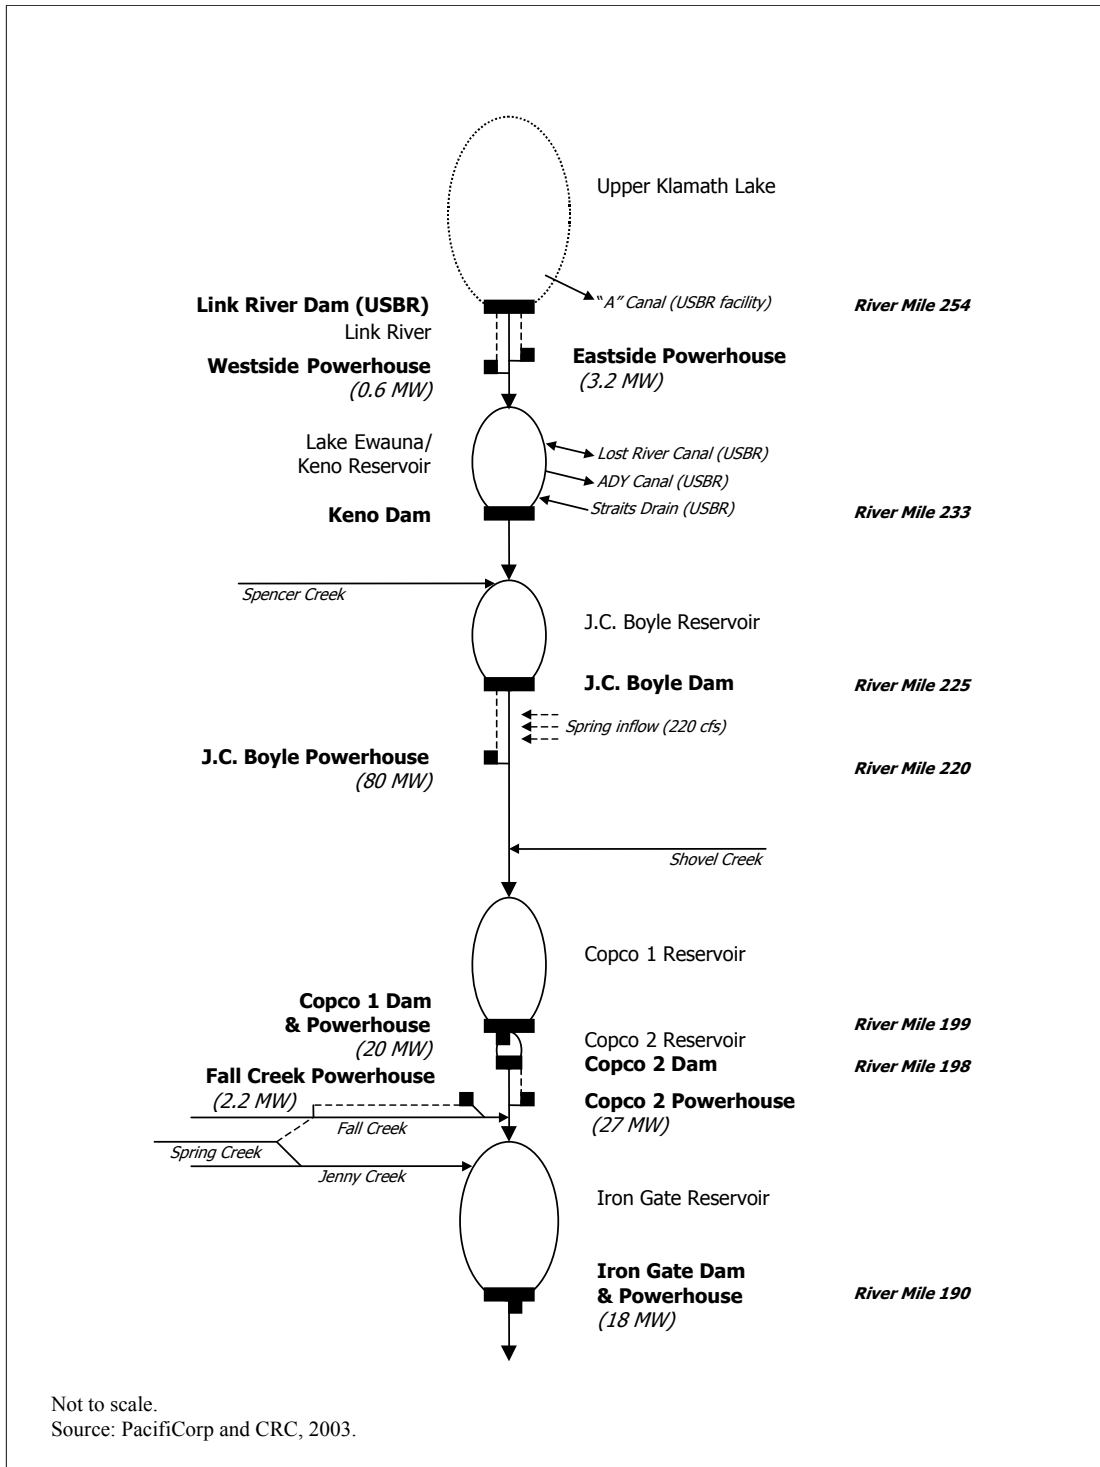 Upper Klamath Lake
"A" Canal (USBR facility)
Link River Dam (USBR)
River Mile 254
Link River
Westside Powerhouse
(0.6 MW)
Eastside Powerhouse
(3.2 MW)
Lake Ewauna/
Keno Reservoir
Lost River Canal (USBR)
ADY Canal (USBR)
Straits Drain (USBR)
Keno Dam
River Mile 233
Spencer Creek
J.C. Boyle Reservoir
J.C. Boyle Dam
River Mile 225
Spring inflow (220 cfs)
J.C. Boyle Powerhouse
(80 MW)
River Mile 220
Shovel Creek
Copco 1 Reservoir
Copco 1 Dam
& Powerhouse
(20 MW)
River Mile 199
Copco 2 Reservoir
Copco 2 Dam
River Mile 198
Fall Creek Powerhouse
(2.2 MW)
Copco 2 Powerhouse
(27 MW)
Fall Creek
Spring Creek
Jenny Creek
Iron Gate Reservoir
Iron Gate Dam
& Powerhouse
(18 MW)
River Mile 190
Not to scale.
Source: PacifiCorp and CRC, 2003.